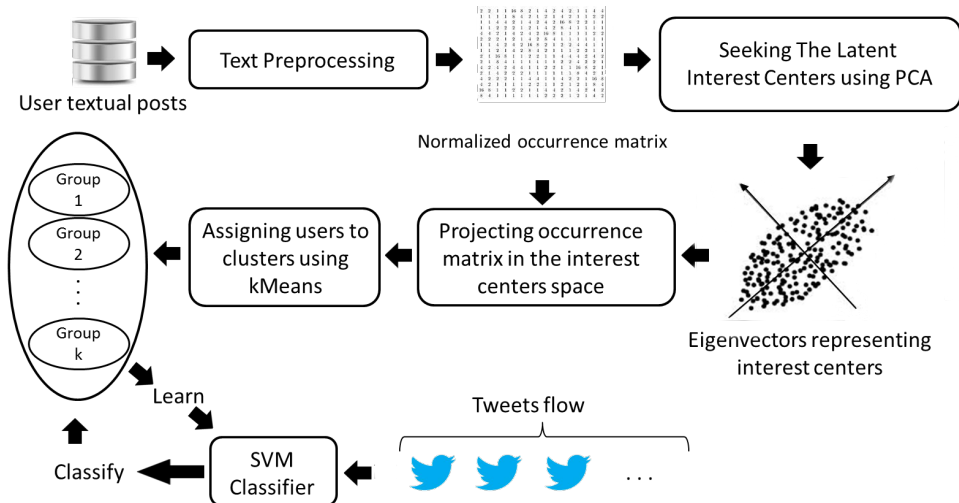 User textual posts
Text Preprocessing
Normalized occurrence matrix
Seeking The Latent
Interest Centers using PCA
Eigenvectors representing
interest centers
Projecting occurrence
matrix in the interest
centers space
Assigning users to
clusters using
kMeans
Group
1
Group
2
⋮
Group
k
Learn
SVM
Classifier
Classify
Tweets flow
. . .